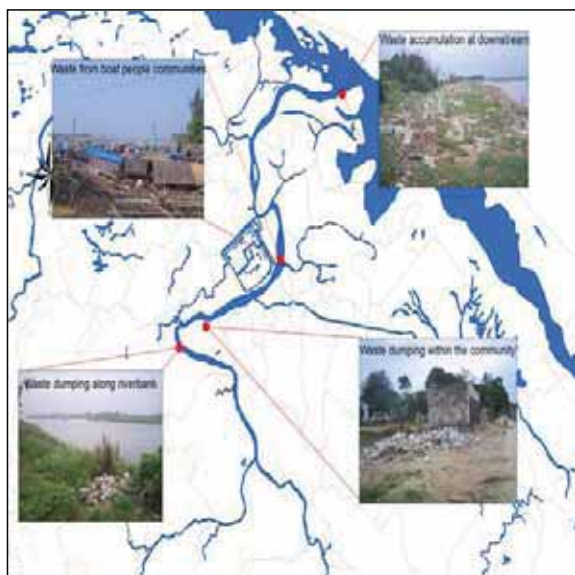 Waste from boat people communities
Waste accumulation at downstream
Waste dumping within the community
Waste dumping along riverbank